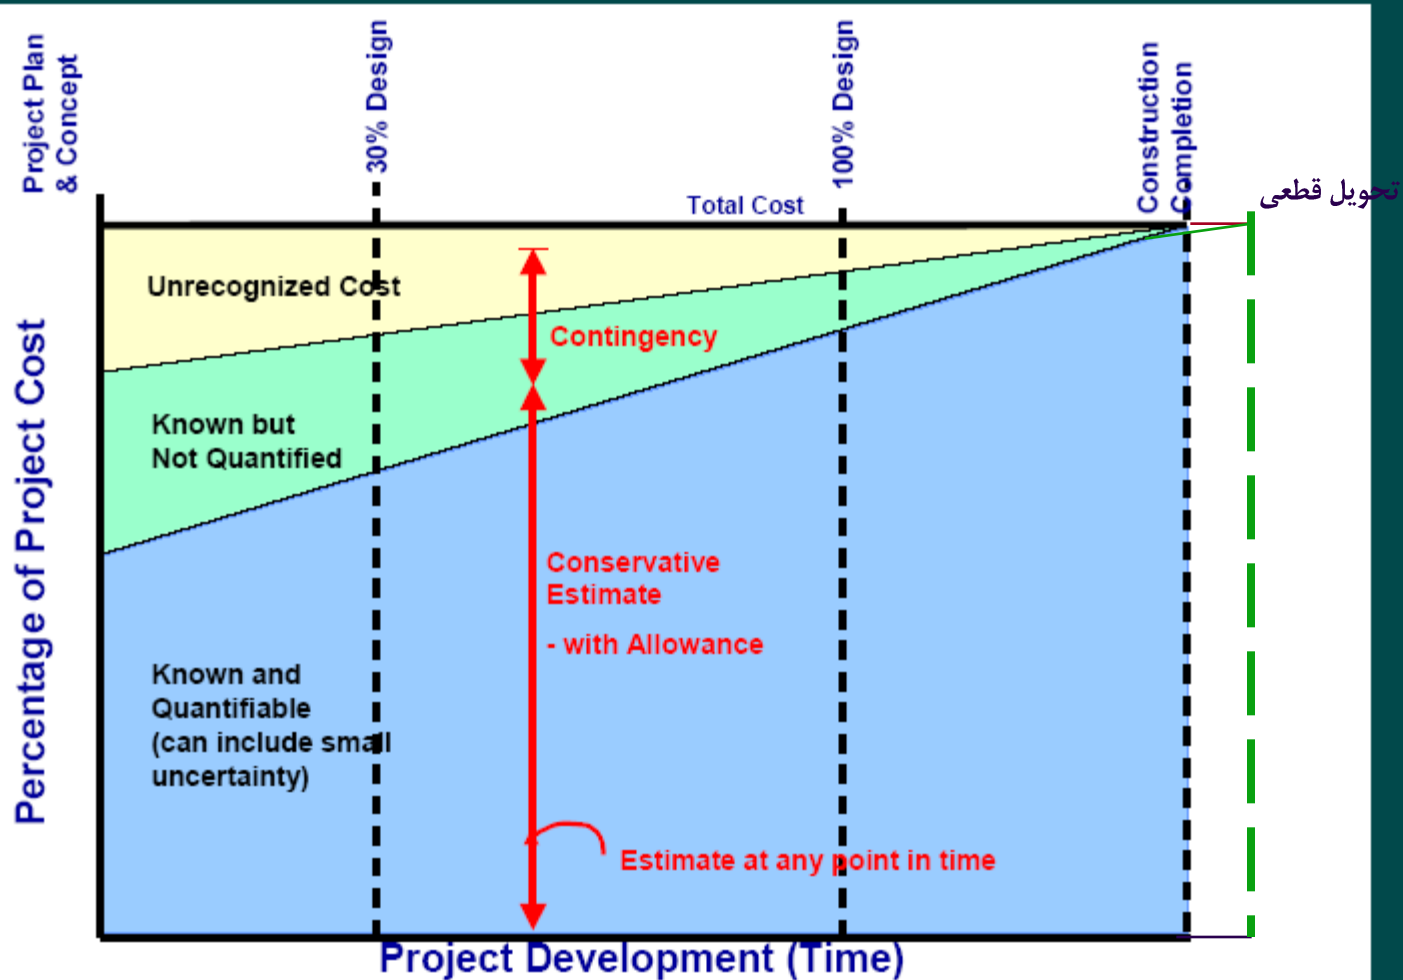 Project Plan
& Concept
30% Design
100% Design
Construction
Completion
تحویل قطعی
Total Cost
Unrecognized Cost
Contingency
Known but
Not Quantified
Conservative
Estimate
- with Allowance
Known and
Quantifiable
(can include small
uncertainty)
Estimate at any point in time
Percentage of Project Cost
Project Development (Time)